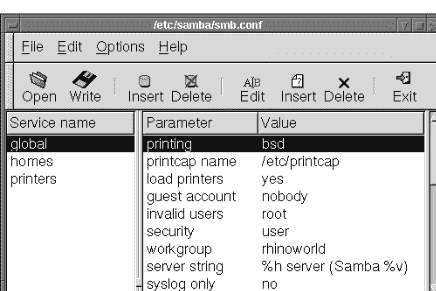 /etc/samba/smb.conf
File Edit Options Help
Open Write Insert Delete Edit Insert Delete Exit
Service name Parameter Value
global printing bsd
homes printcap name /etc/printcap
printers load printers yes
guest account nobody
invalid users root
security user
workgroup rhinoworld
server string %h server (Samba %v)
syslog only no